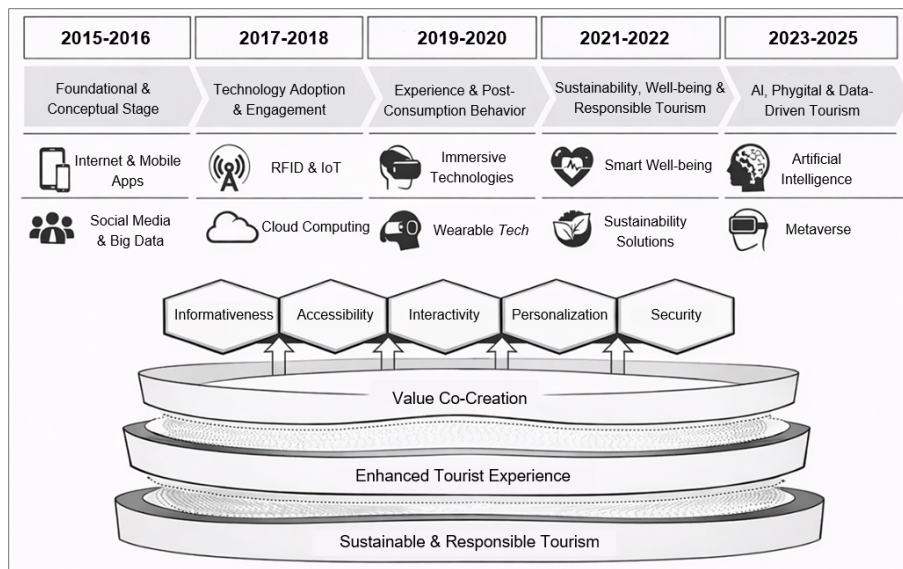 2015-2016
2017-2018
2019-2020
2021-2022
2023-2025
Foundational &
Conceptual Stage
Technology Adoption
& Engagement
Experience & Post-
Consumption Behavior
Sustainability, Well-being &
Responsible Tourism
AI, Phygital & Data-
Driven Tourism
Internet & Mobile
Apps
RFID & IoT
Immersive
Technologies
Smart Well-being
Artificial
Intelligence
Social Media
& Big Data
Cloud Computing
Wearable Tech
Sustainability
Solutions
Metaverse
Informativeness
Accessibility
Interactivity
Personalization
Security
Value Co-Creation
Enhanced Tourist Experience
Sustainable & Responsible Tourism